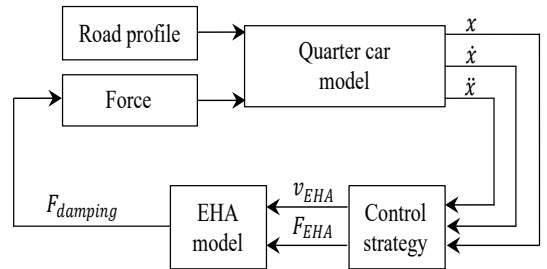 Road profile
Quarter car
model
x
ẋ
ẍ
Force
F_damping
EHA
model
v_EHA
F_EHA
Control
strategy